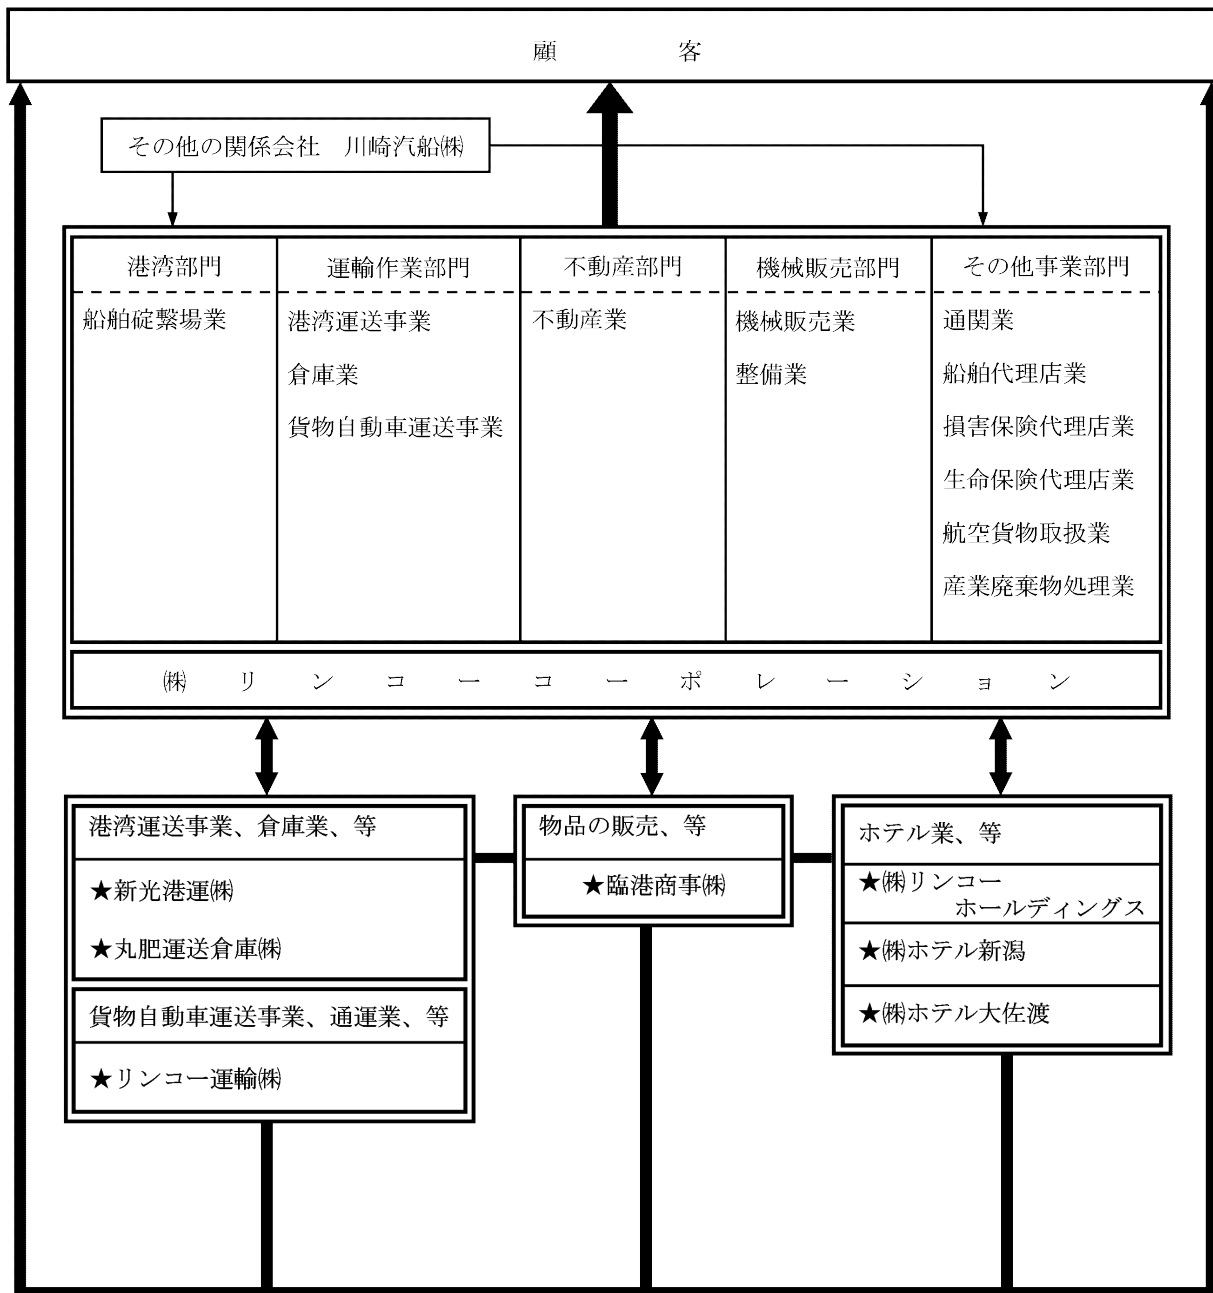 顧客
その他の関係会社　川崎汽船㈱
港湾部門
船舶碇繋場業
運輸作業部門
港湾運送事業
倉庫業
貨物自動車運送事業
不動産部門
不動産業
機械販売部門
機械販売業
整備業
その他事業部門
通関業
船舶代理店業
損害保険代理店業
生命保険代理店業
航空貨物取扱業
産業廃棄物処理業
㈱リンコーコーポレーション
港湾運送事業、倉庫業、等
★新光港運㈱
★丸肥運送倉庫㈱
貨物自動車運送事業、通運業、等
★リンコー運輸㈱
物品の販売、等
★臨港商事㈱
ホテル業、等
★㈱リンコー
ホールディングス
★㈱ホテル新潟
★㈱ホテル大佐渡